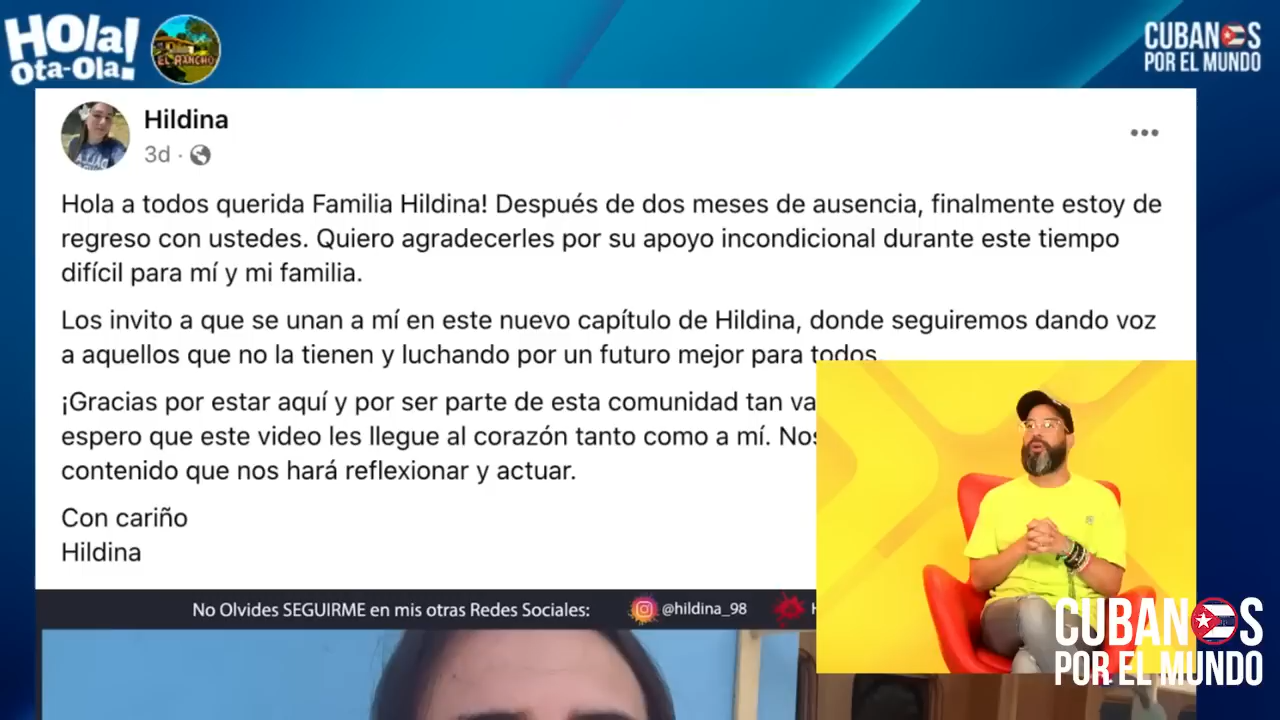 HOla!
Ota-Ola!
EL RANCHO
CUBANOS
POR EL MUNDO
Hildina
3d ·
Hola a todos querida Familia Hildina! Después de dos meses de ausencia, finalmente estoy de
regreso con ustedes. Quiero agradecerles por su apoyo incondicional durante este tiempo
difícil para mí y mi familia.
Los invito a que se unan a mí en este nuevo capítulo de Hildina, donde seguiremos dando voz
a aquellos que no la tienen y luchando por un futuro mejor para todos
¡Gracias por estar aquí y por ser parte de esta comunidad tan va
espero que este video les llegue al corazón tanto como a mí. Nos
contenido que nos hará reflexionar y actuar.
Con cariño
Hildina
No Olvides SEGUIRME en mis otras Redes Sociales: @hildina_98
CUBANOS
POR EL MUNDO